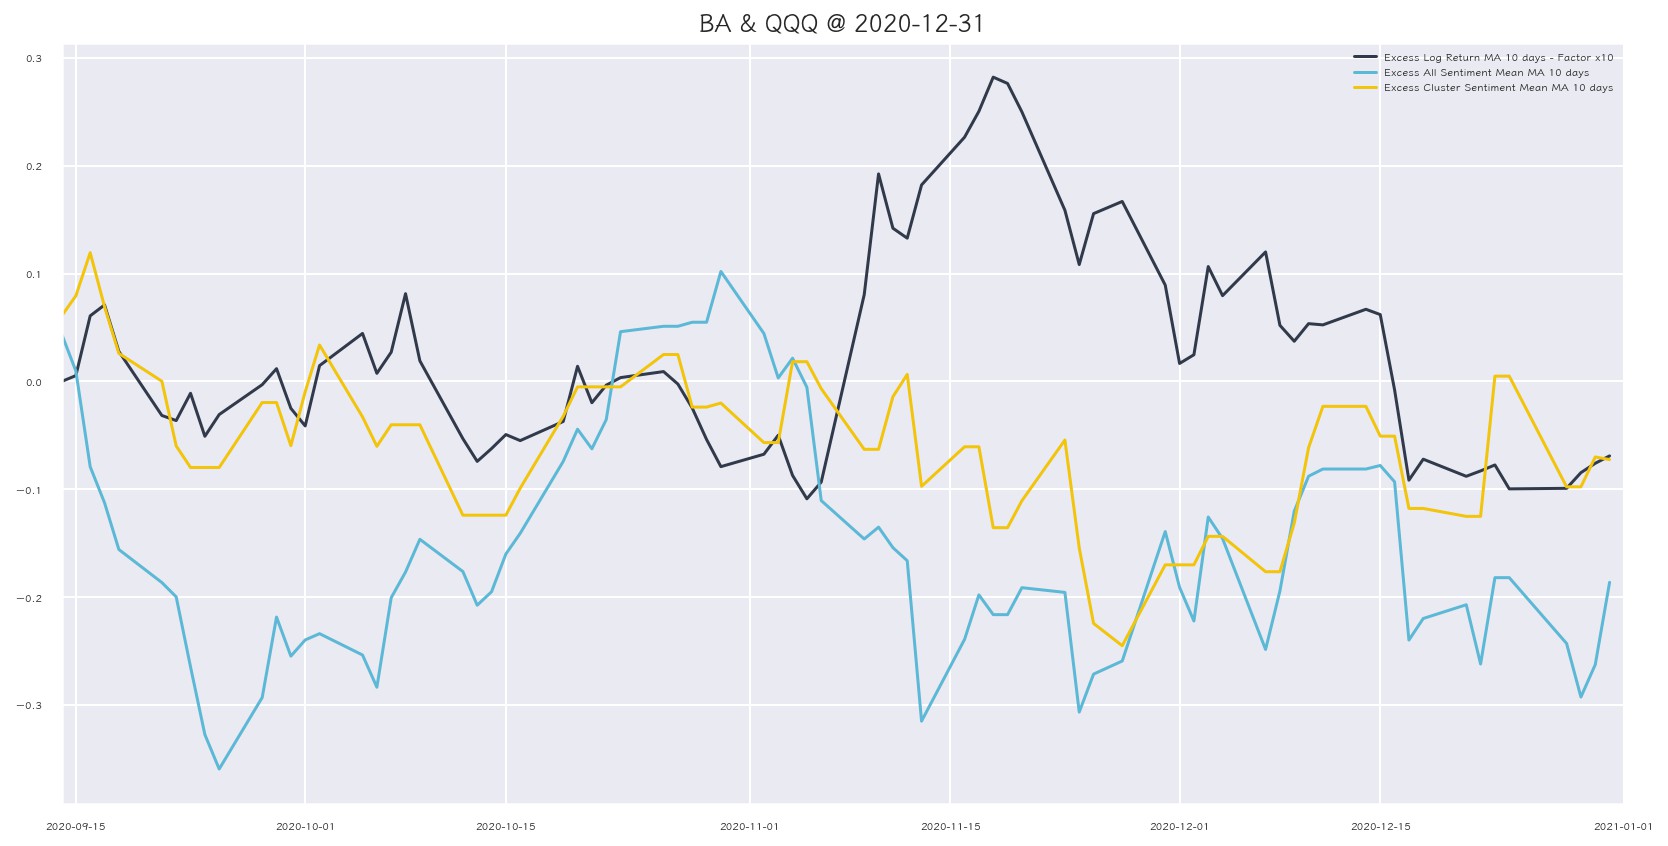 BA & QQQ @ 2020-12-31
Excess Log Return MA 10 days - Factor x10
Excess All Sentiment Mean MA 10 days
Excess Cluster Sentiment Mean MA 10 days
0.3
0.2
0.1
0.0
−0.1
−0.2
−0.3
2020-09-15 2020-10-01 2020-10-15 2020-11-01 2020-11-15 2020-12-01 2020-12-15 2021-01-01